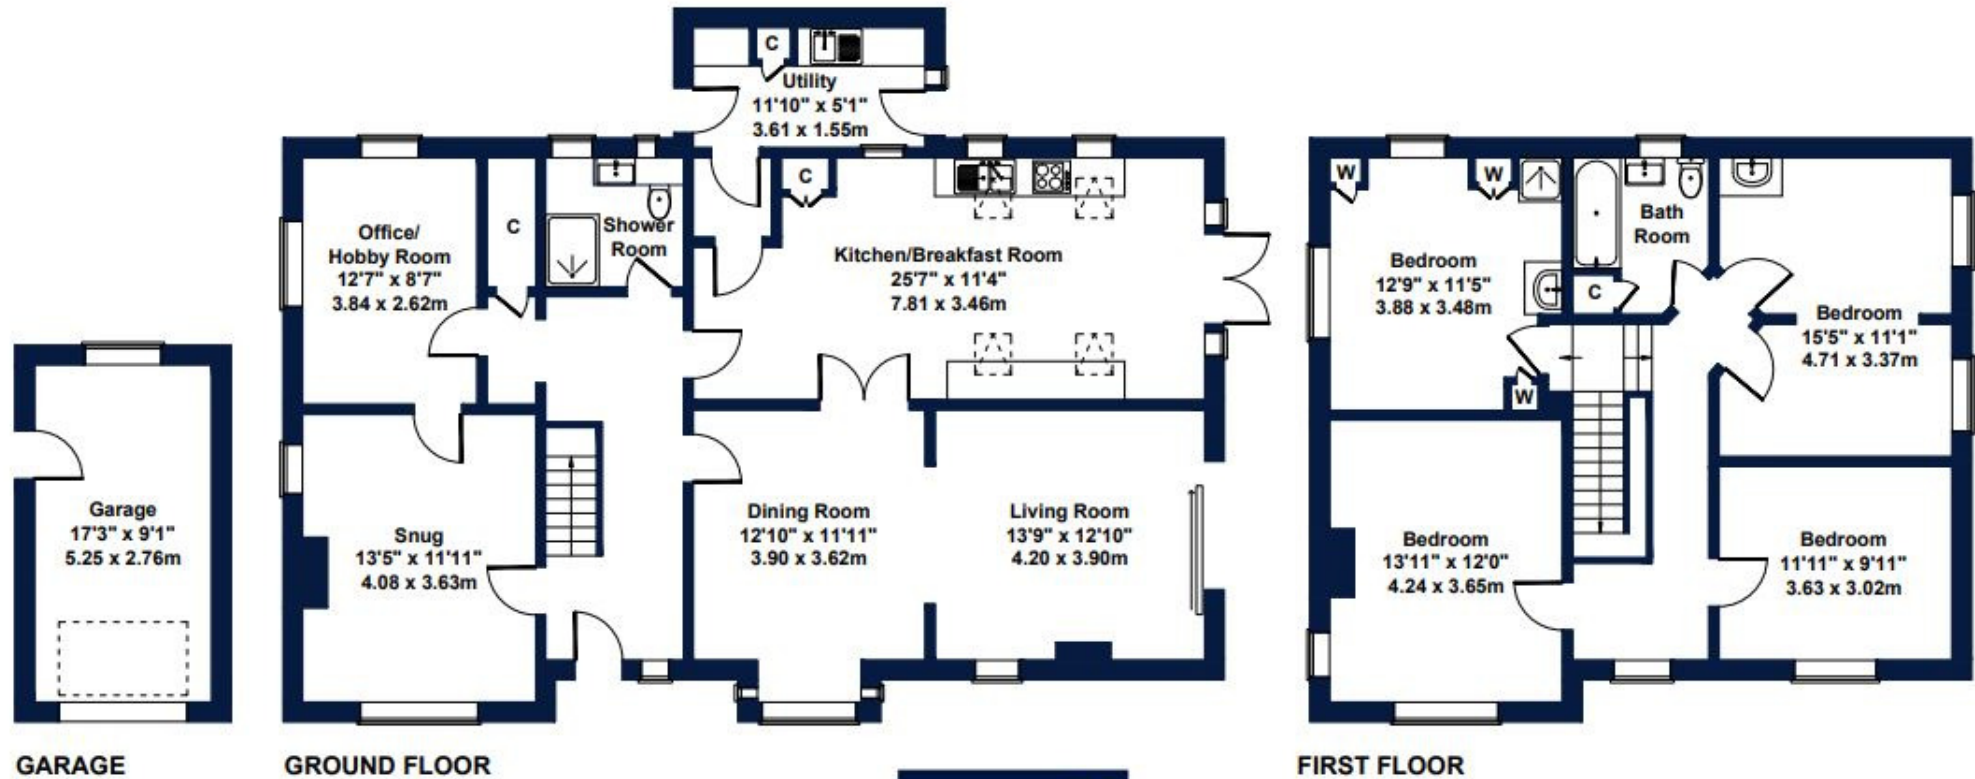 C
Utility
11'10" x 5'1"
3.61 x 1.55m
Office/
Hobby Room
12'7" x 8'7"
3.84 x 2.62m
C
Shower
Room
C
Kitchen/Breakfast Room
25'7" x 11'4"
7.81 x 3.46m
Garage
17'3" x 9'1"
5.25 x 2.76m
Snug
13'5" x 11'11"
4.08 x 3.63m
Dining Room
12'10" x 11'11"
3.90 x 3.62m
Living Room
13'9" x 12'10"
4.20 x 3.90m
W
W
Bedroom
12'9" x 11'5"
3.88 x 3.48m
Bath
Room
C
W
Bedroom
15'5" x 11'1"
4.71 x 3.37m
Bedroom
13'11" x 12'0"
4.24 x 3.65m
Bedroom
11'11" x 9'11"
3.63 x 3.02m
GARAGE
GROUND FLOOR
FIRST FLOOR